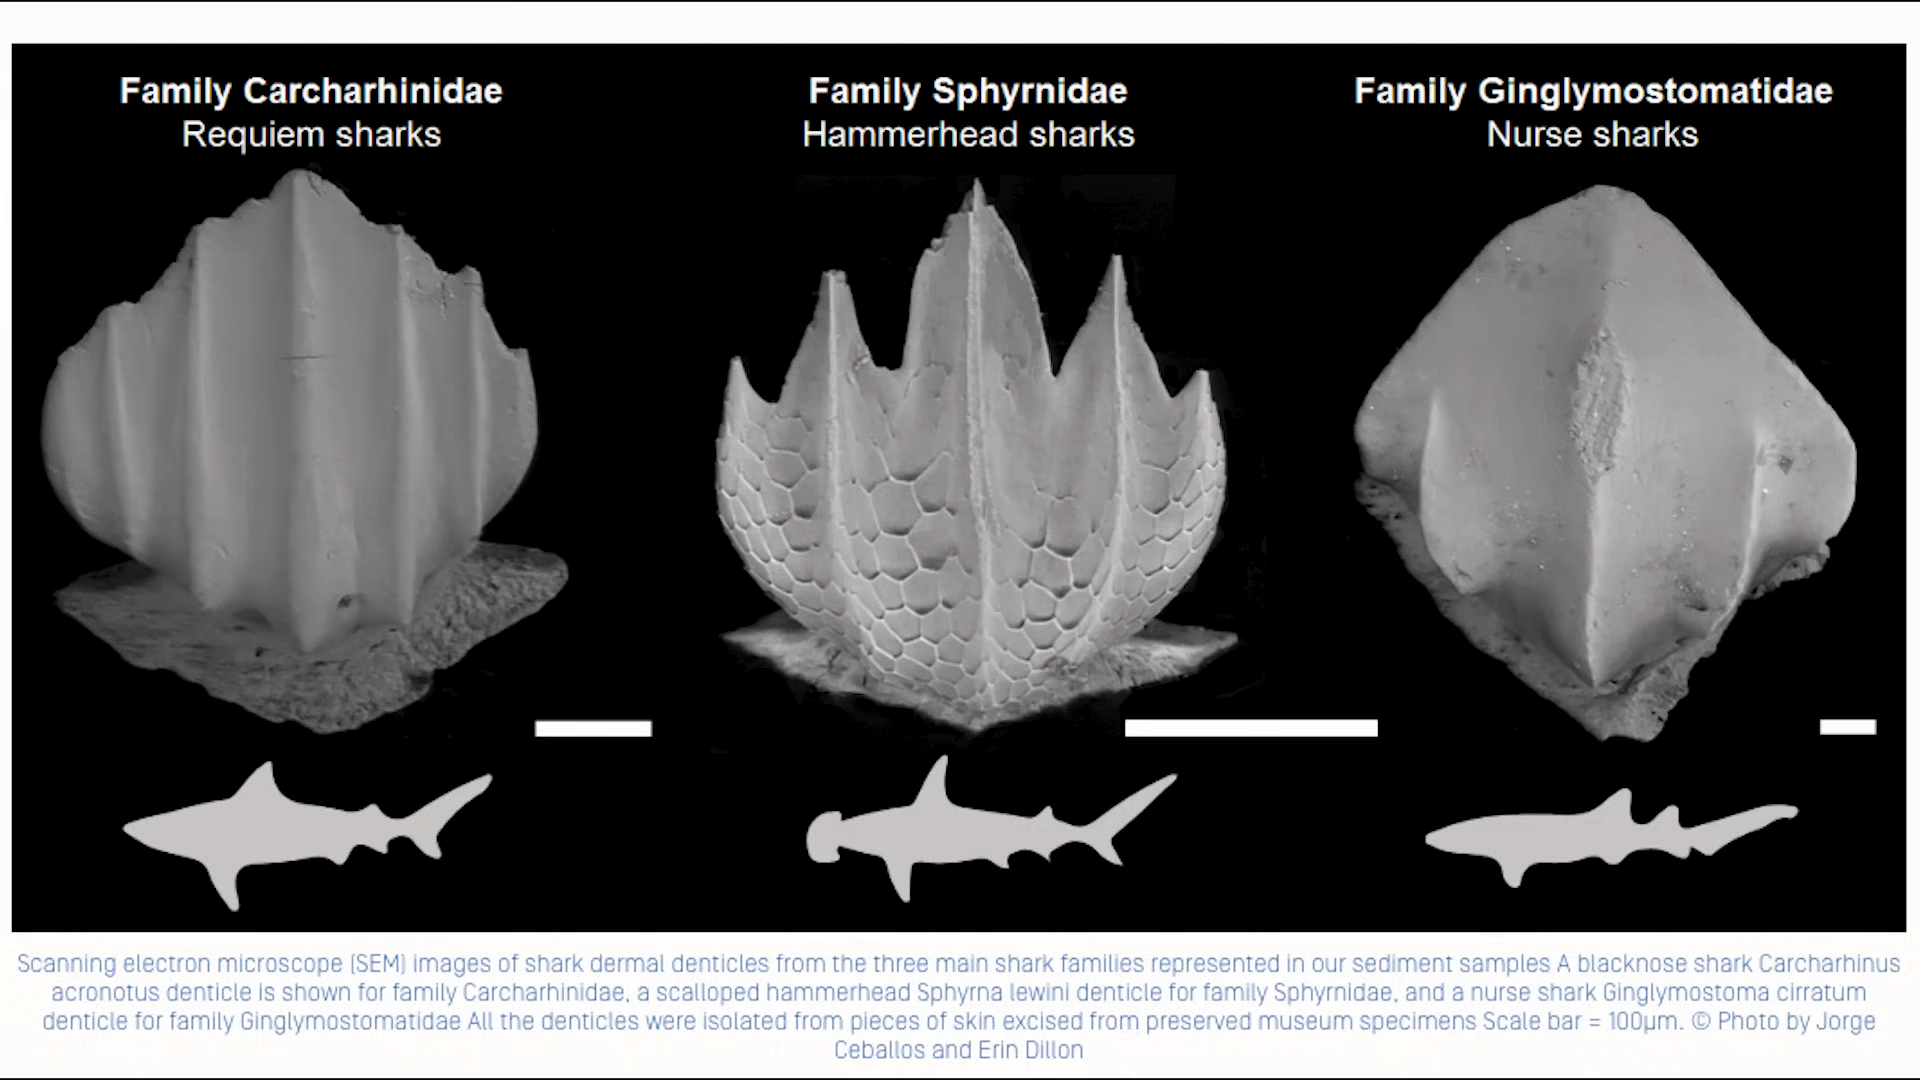 Family Carcharhinidae
Requiem sharks
Family Sphyrnidae
Hammerhead sharks
Family Ginglymostomatidae
Nurse sharks
Scanning electron microscope (SEM) images of shark dermal denticles from the three main shark families represented in our sediment samples A blacknose shark Carcharhinus
acronotus denticle is shown for family Carcharhinidae, a scalloped hammerhead Sphyrna lewini denticle for family Sphyrnidae, and a nurse shark Ginglymostoma cirratum
denticle for family Ginglymostomatidae All the denticles were isolated from pieces of skin excised from preserved museum specimens Scale bar = 100µm. © Photo by Jorge
Ceballos and Erin Dillon